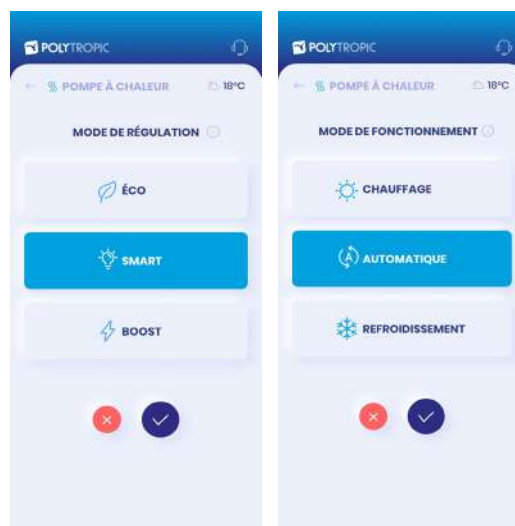 POLYTROPIC
POMPE À CHALEUR 18°C
MODE DE RÉGULATION
ÉCO
SMART
BOOST
POLYTROPIC
POMPE À CHALEUR 18°C
MODE DE FONCTIONNEMENT
CHAUFFAGE
A AUTOMATIQUE
REFROIDISSEMENT